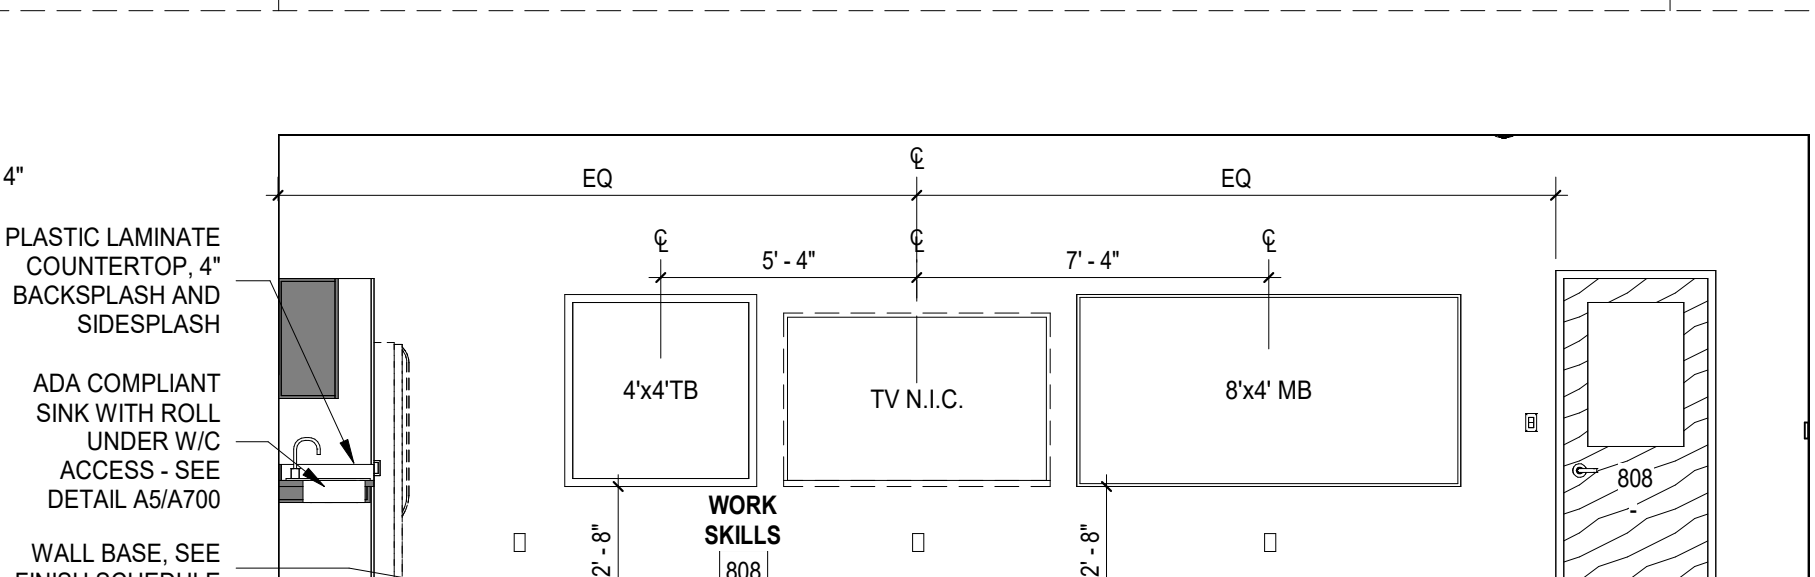 ℄
EQ
EQ
4"
℄
℄
℄
5' - 4"
7' - 4"
PLASTIC LAMINATE
COUNTERTOP, 4"
BACKSPLASH AND
SIDESPLASH
ADA COMPLIANT
SINK WITH ROLL
UNDER W/C
ACCESS - SEE
DETAIL A5/A700
WALL BASE, SEE
FINISH SCHEDULE
4'x4'TB
TV N.I.C.
8'x4' MB
808
-
WORK
SKILLS
808
2' - 8"
2' - 8"